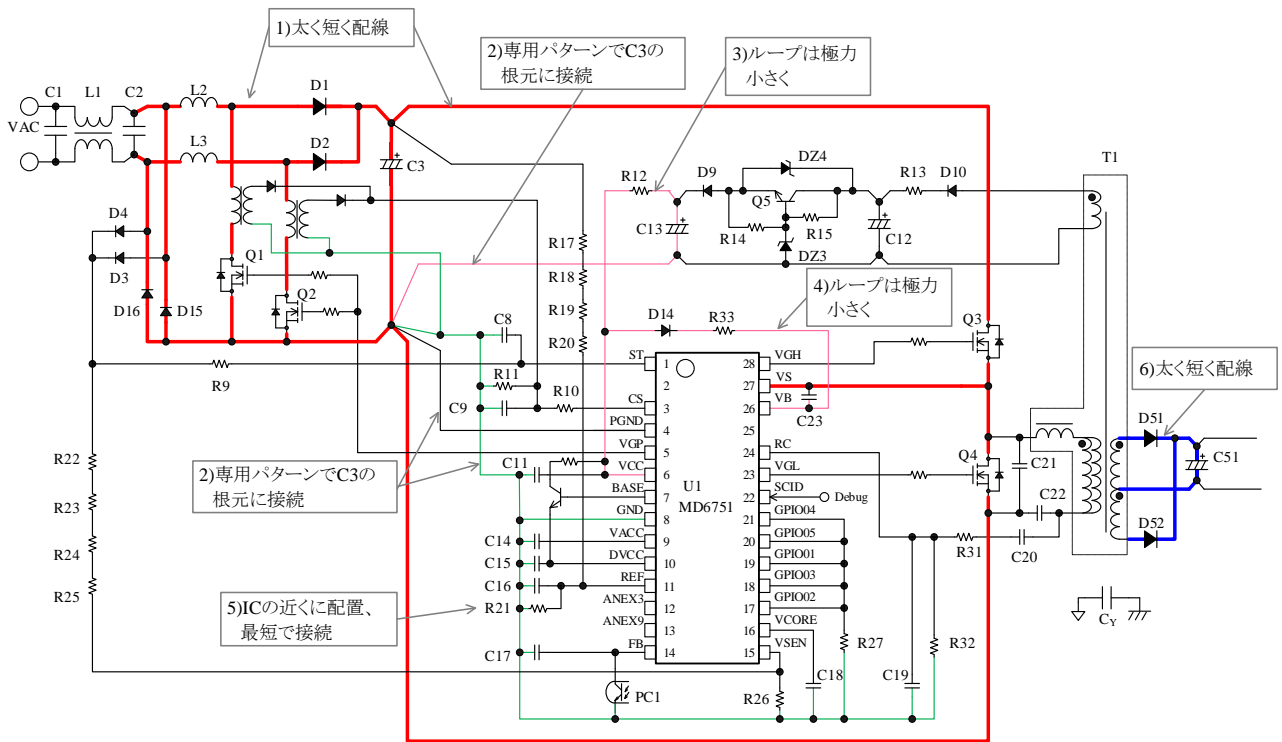 1)太く短く配線
2)専用パターンでC3の
根元に接続
3)ループは極力
小さく
C1
L1
C2
L2
D1
VAC
L3
D2
C3
T1
DZ4
R12
D9
R13
D10
Q5
C13
R14
R15
C12
DZ3
D4
D3
Q1
R17
R18
D16
D15
Q2
R19
R20
4)ループは極力
小さく
C8
D14
R33
Q3
R9
R11
R10
C9
ST
1
2
CS
3
PGND
4
VGP
5
VCC
6
BASE
7
GND
8
VACC
9
DVCC
10
REF
11
ANEX3
12
ANEX9
13
FB
14
U1
MD6751
VGH
28
VS
27
VB
26
25
RC
24
VGL
23
SCID
22
Debug
GPIO04
21
GPIO05
20
GPIO01
19
GPIO03
18
GPIO02
17
VCORE
16
VSEN
15
C23
6)太く短く配線
D51
C51
D52
Q4
C21
C22
R31
C20
2)専用パターンでC3の
根元に接続
C11
R22
R23
R24
R25
C14
C15
C16
R21
5)ICの近くに配置、
最短で接続
C17
PC1
R26
C18
R27
C19
R32
CY